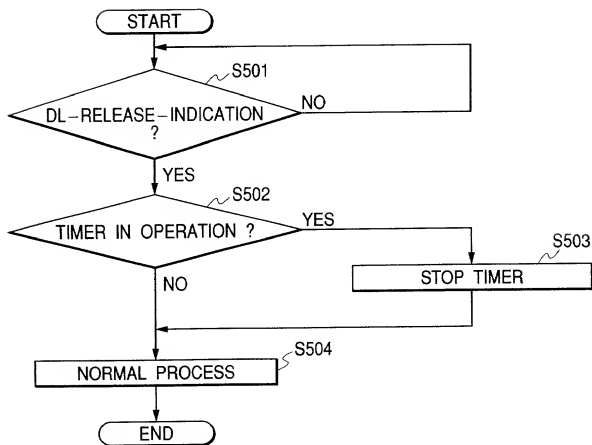 START
S501
DL-RELEASE-INDICATION
?
NO
YES
S502
TIMER IN OPERATION ?
YES
S503
STOP TIMER
NO
S504
NORMAL PROCESS
END